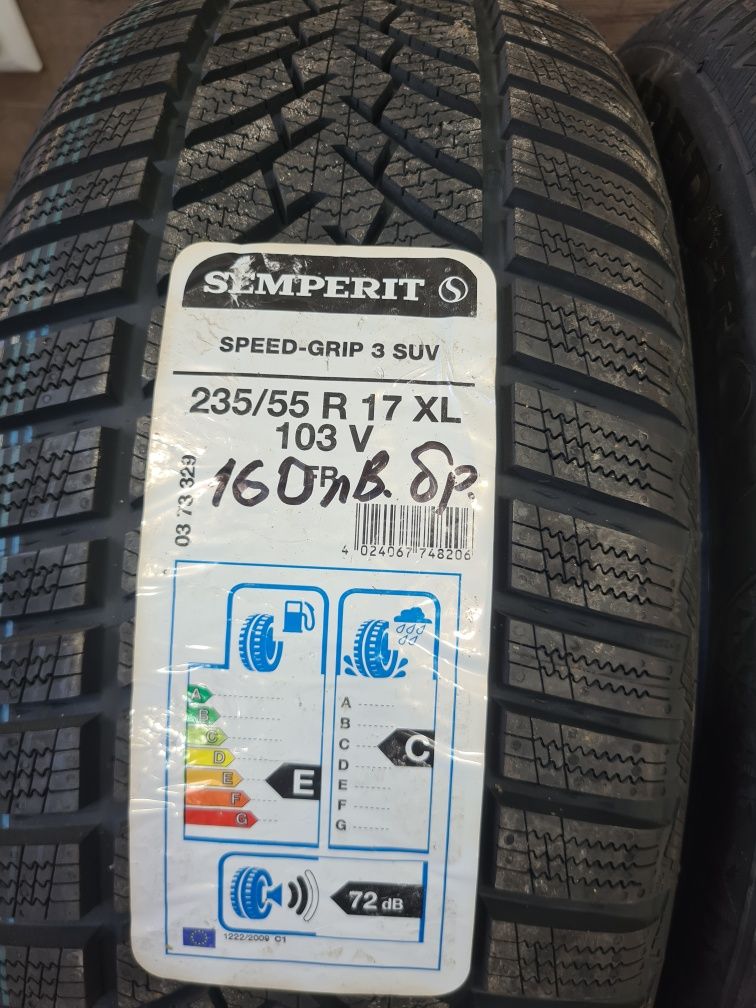 SEMPERIT S
SPEED-GRIP 3 SUV
235/55 R 17 XL
103 V
FR
160лв. бр.
03 73 329
4 024067 748206
A
B
C
D
E
F
G
E
A
B
C
D
E
F
G
C
72 dB
1222/2009 C1